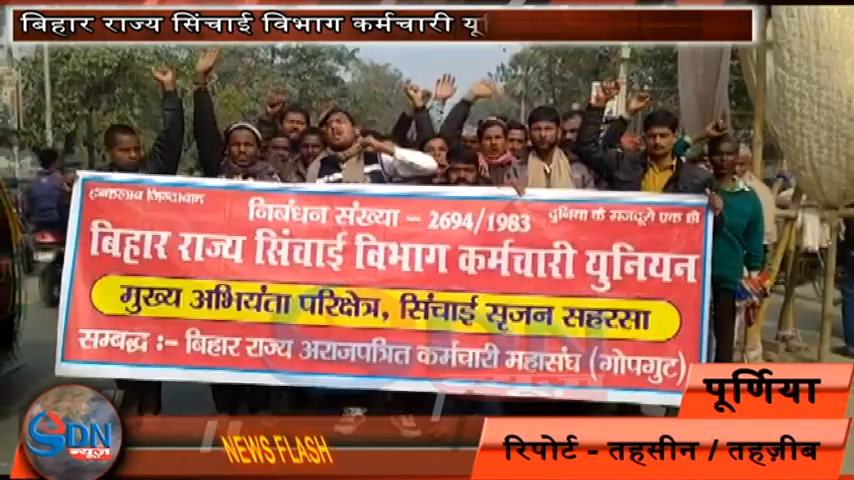 बिहार राज्य सिंचाई विभाग कर्मचारी यू
इन्कलाब जिन्दाबाद
निबंधन संख्या - 2694/1983
दुनिया के मजदूरो एक हो
बिहार राज्य सिंचाई विभाग कर्मचारी युनियन
मुख्य अभियंता परिक्षेत्र, सिंचाई सृजन सहरसा
सम्बद्ध :- बिहार राज्य अराजपत्रित कर्मचारी महासंघ (गोपगुट)
पूर्णिया
EDN
न्यूज़
NEWS FLASH
रिपोर्ट - तहसीन / तहज़ीब